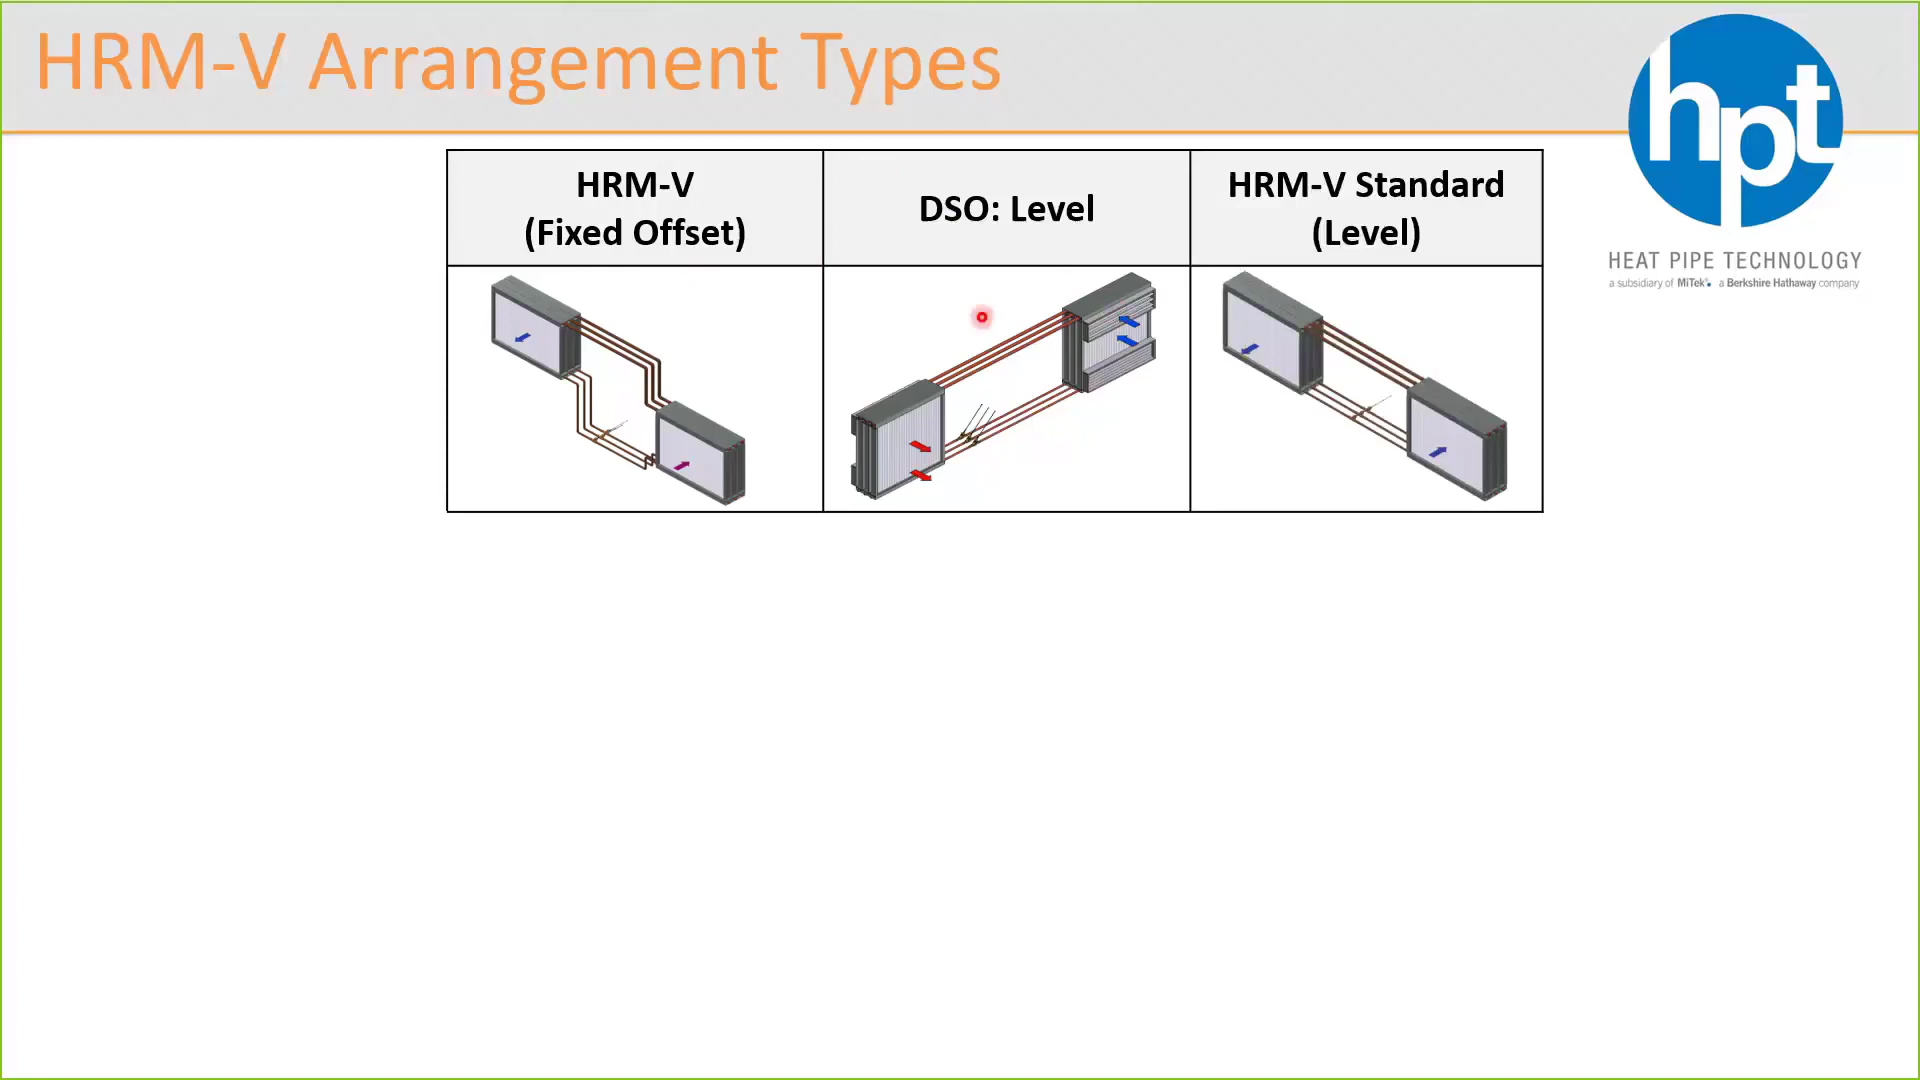 HRM-V Arrangement Types
hpt
HEAT PIPE TECHNOLOGY
a subsidiary of MiTek® a Berkshire Hathaway company
HRM-V
(Fixed Offset)
DSO: Level
HRM-V Standard
(Level)